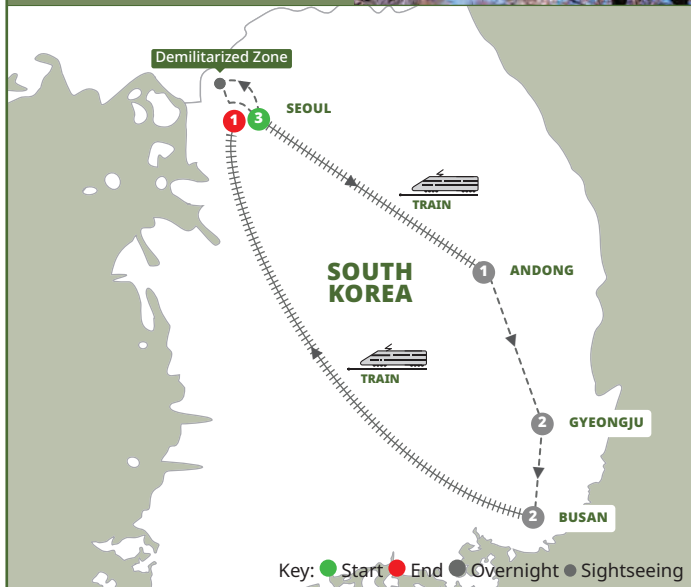 Demilitarized Zone
1
3
SEOUL
TRAIN
SOUTH
KOREA
1
ANDONG
TRAIN
2
GYEONGJU
2
BUSAN
Key: Start End Overnight Sightseeing